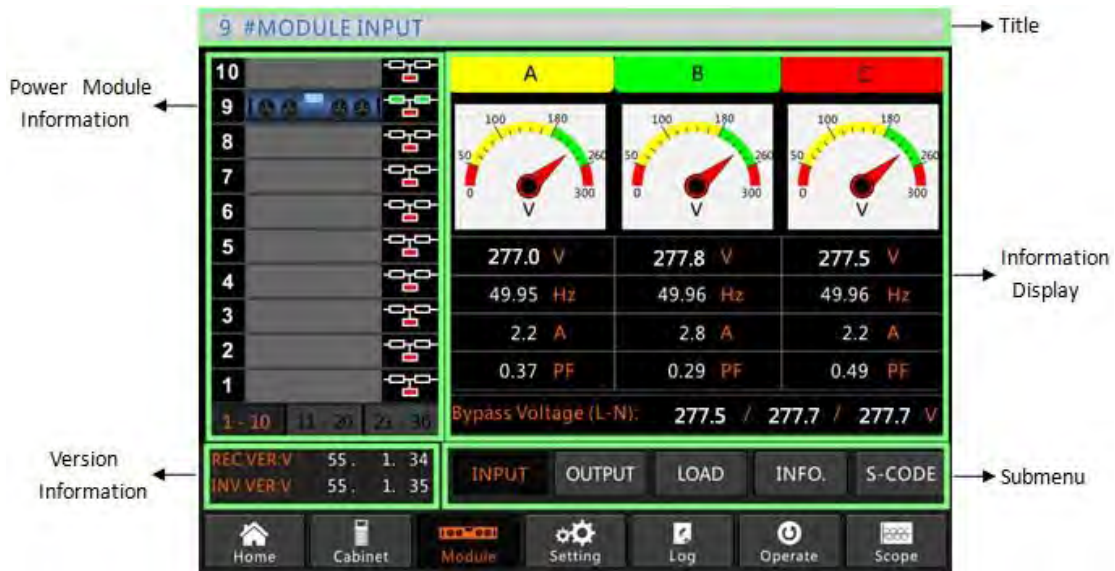 9 #MODULE INPUT
Title
Power Module
Information
10
9
8
7
6
5
4
3
2
1
1 - 10 11 - 20 21 - 30
A B C
50 100 180 260 0 300 V
50 100 180 260 0 300 V
50 100 180 260 0 300 V
277.0 V 277.8 V 277.5 V
49.95 Hz 49.96 Hz 49.96 Hz
2.2 A 2.8 A 2.2 A
0.37 PF 0.29 PF 0.49 PF
Bypass Voltage (L-N): 277.5 / 277.7 / 277.7 V
Information
Display
Version
Information
REC VER:V 55. 1. 34
INV VER:V 55. 1. 35
INPUT OUTPUT LOAD INFO. S-CODE
Submenu
Home Cabinet Module Setting Log Operate Scope